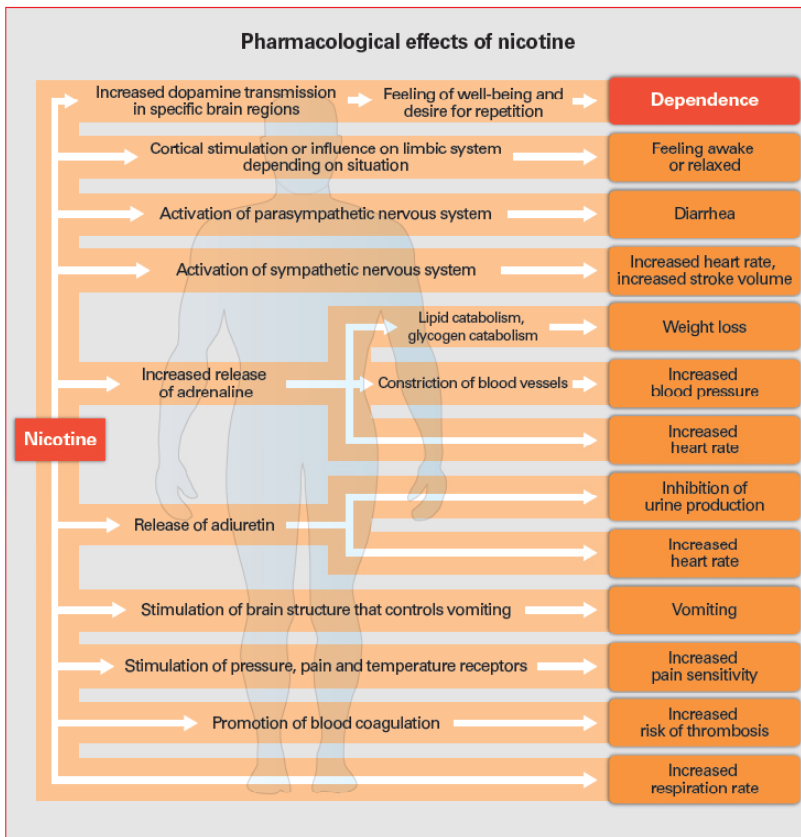 Pharmacological effects of nicotine
Increased dopamine transmission
in specific brain regions
Feeling of well-being and
desire for repetition
Dependence
Cortical stimulation or influence on limbic system
depending on situation
Feeling awake
or relaxed
Activation of parasympathetic nervous system
Diarrhea
Activation of sympathetic nervous system
Increased heart rate,
increased stroke volume
Lipid catabolism,
glycogen catabolism
Weight loss
Increased release
of adrenaline
Constriction of blood vessels
Increased
blood pressure
Increased
heart rate
Nicotine
Release of adiuretin
Inhibition of
urine production
Increased
heart rate
Stimulation of brain structure that controls vomiting
Vomiting
Stimulation of pressure, pain and temperature receptors
Increased
pain sensitivity
Promotion of blood coagulation
Increased
risk of thrombosis
Increased
respiration rate